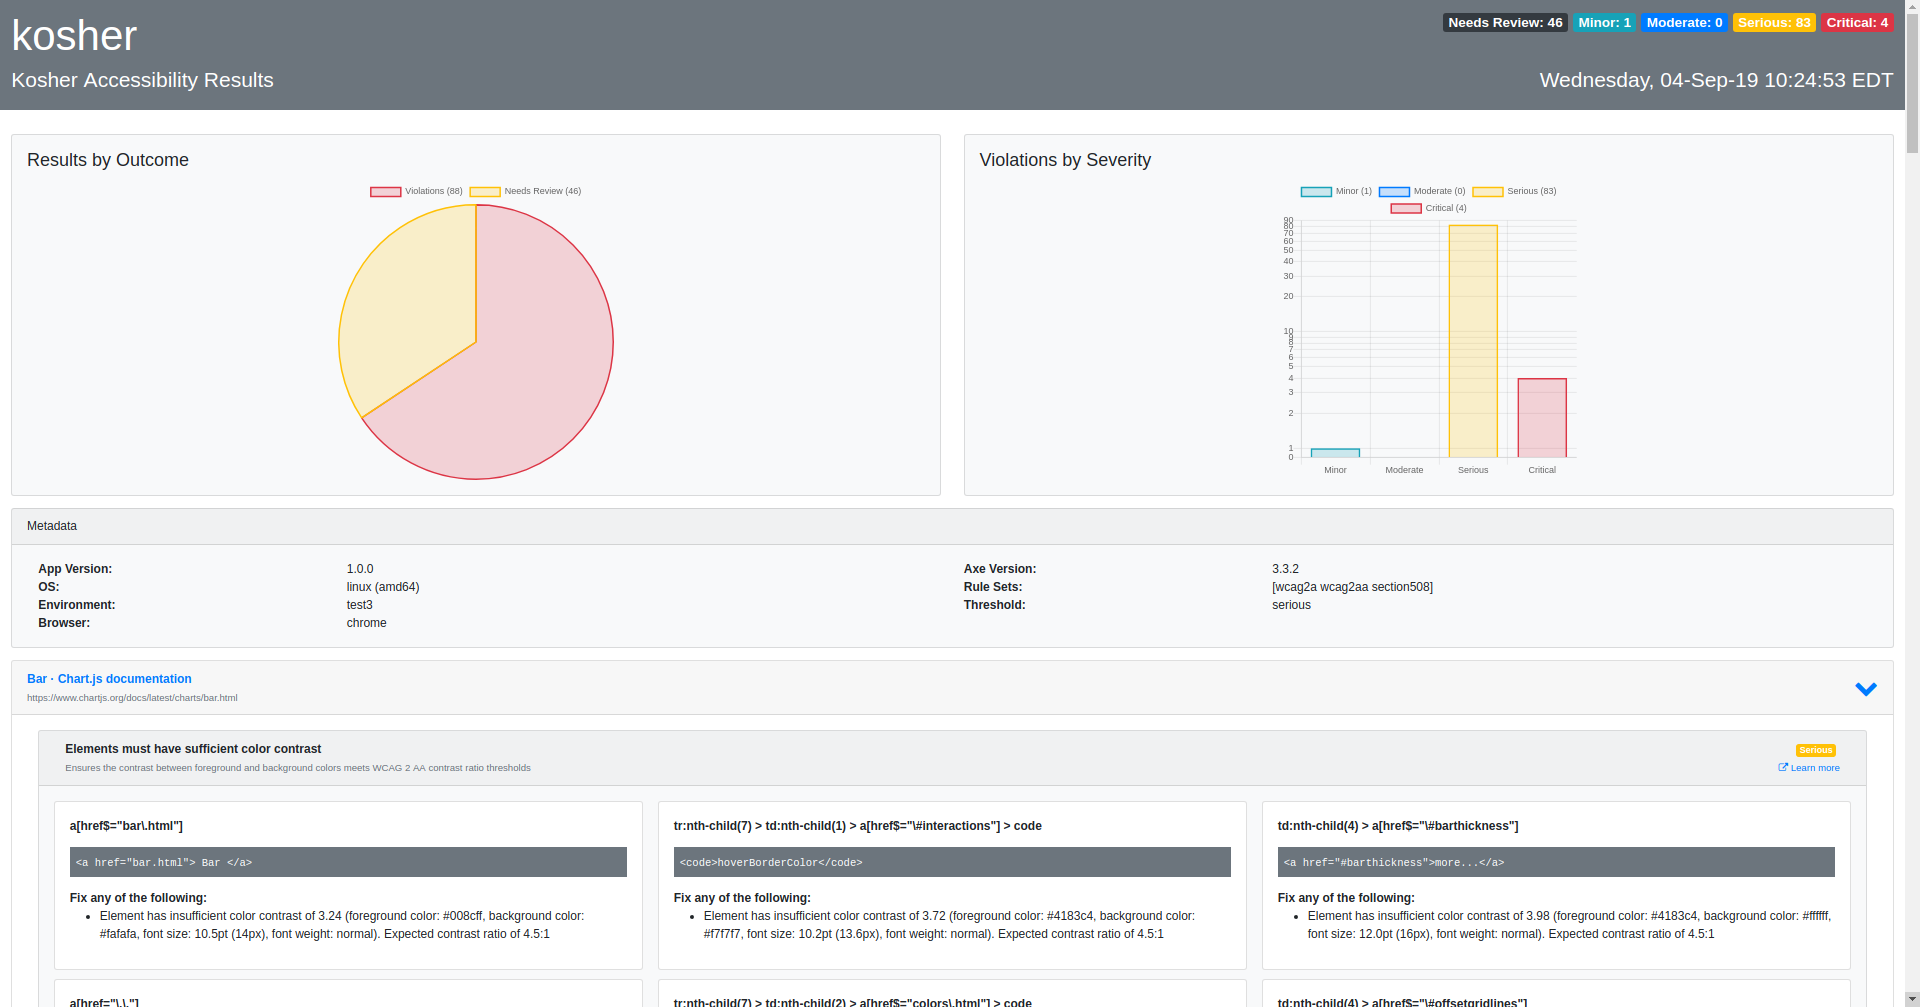 kosher
Needs Review: 46 Minor: 1 Moderate: 0 Serious: 83 Critical: 4
Kosher Accessibility Results
Wednesday, 04-Sep-19 10:24:53 EDT
Results by Outcome
Violations (88) Needs Review (46)
Violations by Severity
Minor (1) Moderate (0) Serious (83)
Critical (4)
90
80
70
60
50
40
30
20
10
9
8
7
6
5
4
3
2
1
0
Minor Moderate Serious Critical
Metadata
App Version: 1.0.0
OS: linux (amd64)
Environment: test3
Browser: chrome
Axe Version: 3.3.2
Rule Sets: [wcag2a wcag2aa section508]
Threshold: serious
Bar · Chart.js documentation
https://www.chartjs.org/docs/latest/charts/bar.html
Elements must have sufficient color contrast
Serious
Ensures the contrast between foreground and background colors meets WCAG 2 AA contrast ratio thresholds
Learn more
a[href$="bar\.html"]
<a href="bar.html"> Bar </a>
Fix any of the following:
• Element has insufficient color contrast of 3.24 (foreground color: #008cff, background color:
#fafafa, font size: 10.5pt (14px), font weight: normal). Expected contrast ratio of 4.5:1
tr:nth-child(7) > td:nth-child(1) > a[href$="\#interactions"] > code
<code>hoverBorderColor</code>
Fix any of the following:
• Element has insufficient color contrast of 3.72 (foreground color: #4183c4, background color:
#f7f7f7, font size: 10.2pt (13.6px), font weight: normal). Expected contrast ratio of 4.5:1
td:nth-child(4) > a[href$="\#barthickness"]
<a href="#barthickness">more...</a>
Fix any of the following:
• Element has insufficient color contrast of 3.98 (foreground color: #4183c4, background color: #ffffff,
font size: 12.0pt (16px), font weight: normal). Expected contrast ratio of 4.5:1
a[href="\.\."]
tr:nth-child(7) > td:nth-child(2) > a[href$="colors\.html"] > code
td:nth-child(4) > a[href$="\#offsetgridlines"]